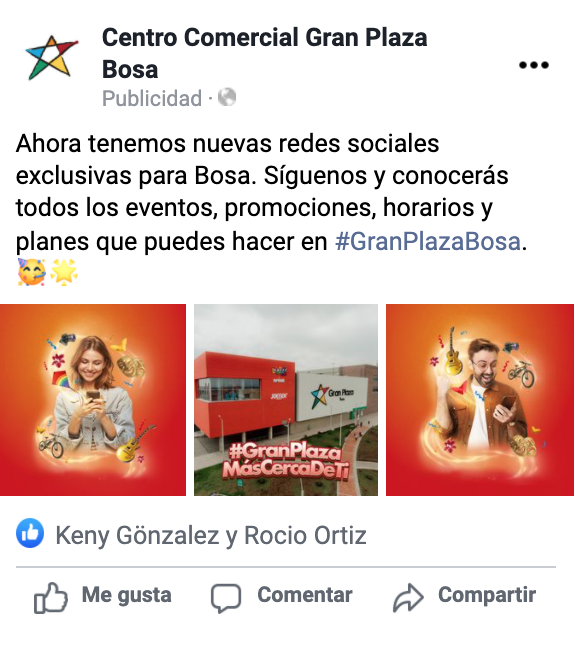 Centro Comercial Gran Plaza
Bosa
Publicidad ·
Ahora tenemos nuevas redes sociales
exclusivas para Bosa. Síguenos y conocerás
todos los eventos, promociones, horarios y
planes que puedes hacer en #GranPlazaBosa.
🥳🌟
Gran Plaza
#GranPlaza
MásCercaDeTi
Keny Gönzalez y Rocio Ortiz
Me gusta
Comentar
Compartir